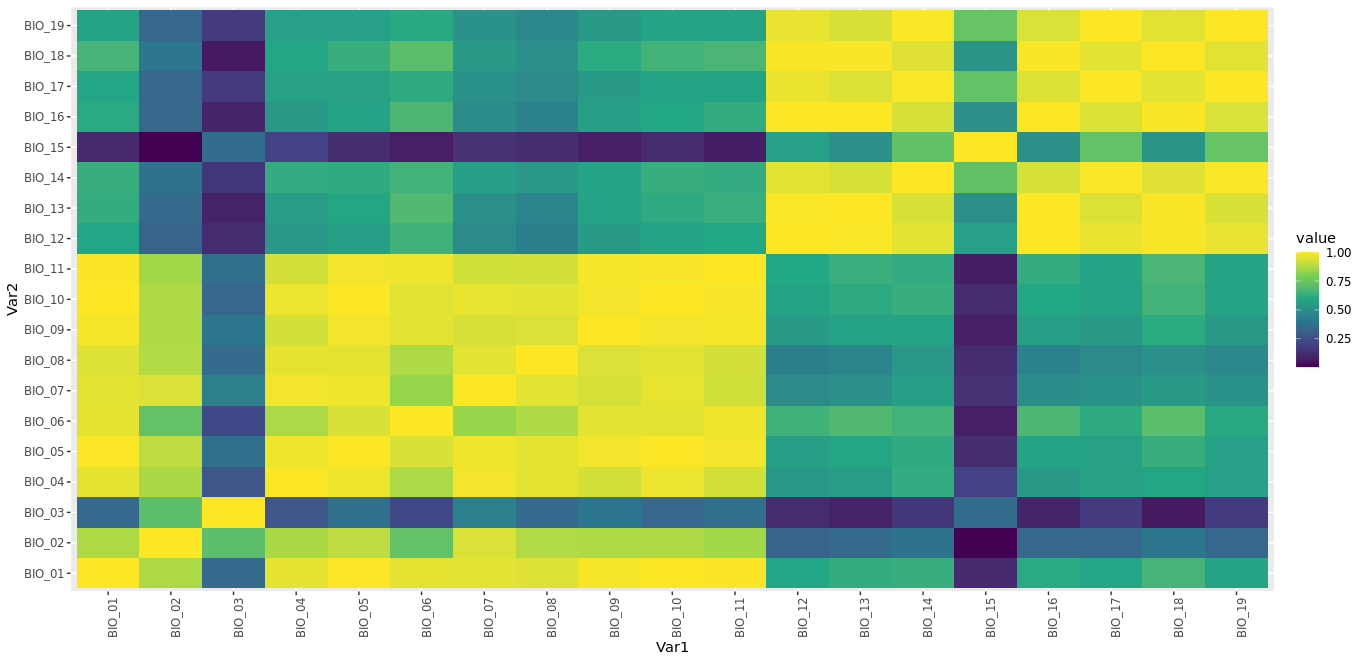 BIO_19
BIO_18
BIO_17
BIO_16
BIO_15
BIO_14
BIO_13
BIO_12
BIO_11
BIO_10
BIO_09
BIO_08
BIO_07
BIO_06
BIO_05
BIO_04
BIO_03
BIO_02
BIO_01
Var2
BIO_01 BIO_02 BIO_03 BIO_04 BIO_05 BIO_06 BIO_07 BIO_08 BIO_09 BIO_10 BIO_11 BIO_12 BIO_13 BIO_14 BIO_15 BIO_16 BIO_17 BIO_18 BIO_19
Var1
value
1.00
0.75
0.50
0.25